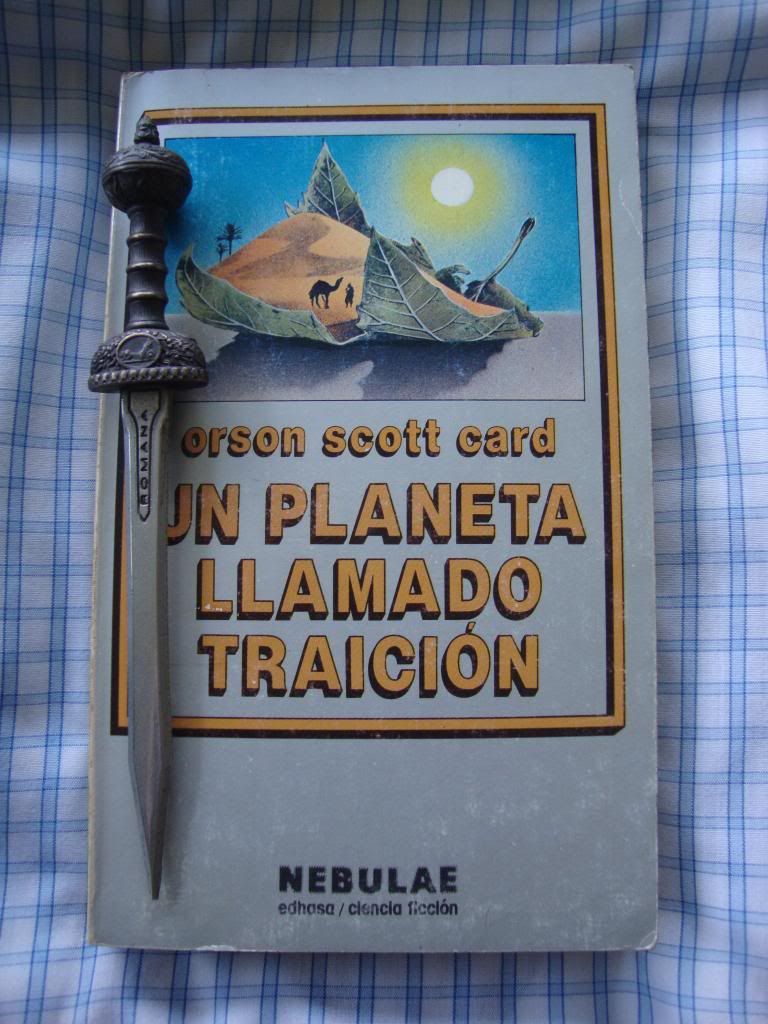 ROMANA
orson scott card
UN PLANETA
LLAMADO
TRAICIÓN
NEBULAE
edhasa / ciencia ficción